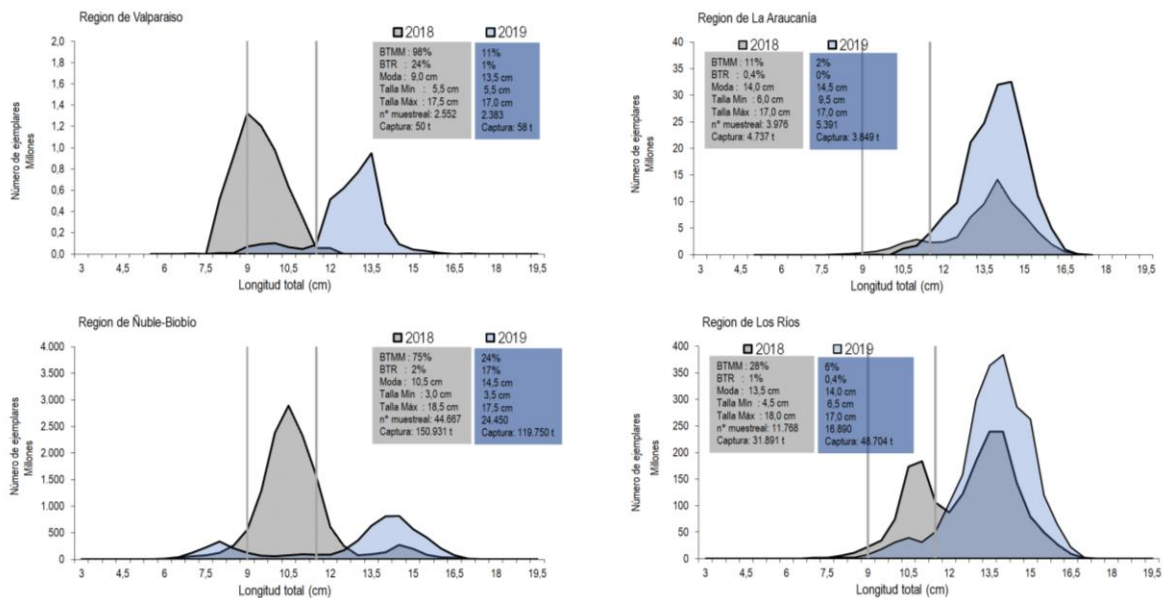 Region de Valparaiso
2018 2019
BTMM : 98% 11%
BTR : 24% 1%
Moda : 9,0 cm 13,5 cm
Talla Min : 5,5 cm 5,5 cm
Talla Máx : 17,5 cm 17,0 cm
n° muestreal: 2.552 2.383
Captura: 50 t Captura: 58 t
Número de ejemplares
Millones
2,0
1,8
1,6
1,4
1,2
1,0
0,8
0,6
0,4
0,2
0,0
3 4,5 6 7,5 9 10,5 12 13,5 15 16,5 18 19,5
Longitud total (cm)
Region de La Araucanía
2018 2019
BTMM : 11% 2%
BTR : 0,4% 0%
Moda : 14,0 cm 14,5 cm
Talla Min : 6,0 cm 9,5 cm
Talla Máx : 17,0 cm 17,0 cm
n° muestreal: 3.976 5.391
Captura: 4.737 t Captura: 3.849 t
Número de ejemplares
Millones
40
35
30
25
20
15
10
5
0
3 4,5 6 7,5 9 10,5 12 13,5 15 16,5 18 19,5
Longitud total (cm)
Region de Ñuble-Biobío
2018 2019
BTMM : 75% 24%
BTR : 2% 17%
Moda : 10,5 cm 14,5 cm
Talla Min : 3,0 cm 3,5 cm
Talla Máx : 18,5 cm 17,5 cm
n° muestreal: 44.667 24.450
Captura: 150.931 t Captura: 119.750 t
Número de ejemplares
Millones
4.000
3.500
3.000
2.500
2.000
1.500
1.000
500
0
3 4,5 6 7,5 9 10,5 12 13,5 15 16,5 18 19,5
Longitud total (cm)
Region de Los Ríos
2018 2019
BTMM : 28% 6%
BTR : 1% 0,4%
Moda : 13,5 cm 14,0 cm
Talla Min : 4,5 cm 6,5 cm
Talla Máx : 18,0 cm 17,0 cm
n° muestreal: 11.768 16.890
Captura: 31.891 t Captura: 48.704 t
Número de ejemplares
Millones
400
350
300
250
200
150
100
50
0
3 4,5 6 7,5 9 10,5 12 13,5 15 16,5 18 19,5
Longitud total (cm)